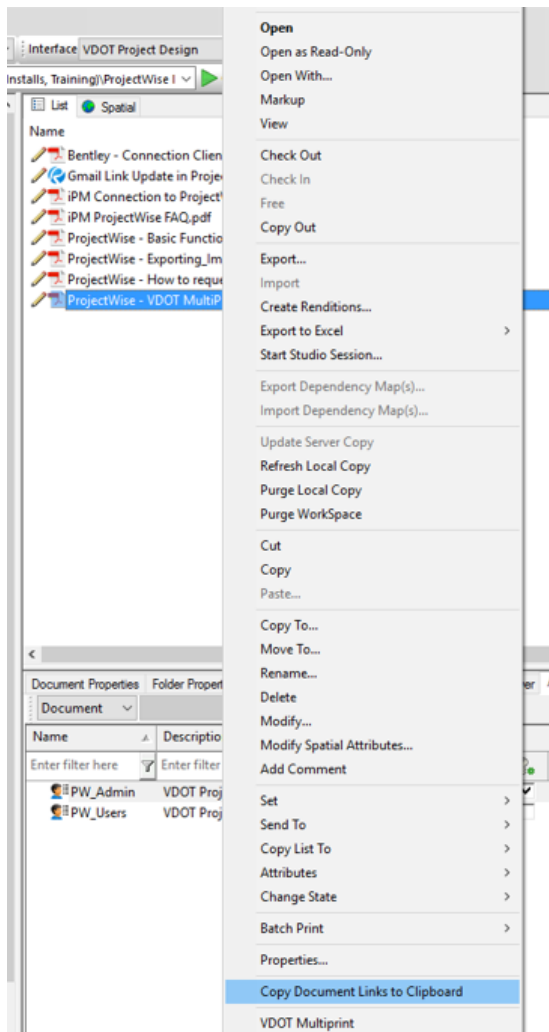 Interface VDOT Project Design
Installs, Training)\ProjectWise I
List Spatial
Name
Bentley - Connection Clien
Gmail Link Update in Proje
iPM Connection to Project
iPM ProjectWise FAQ.pdf
ProjectWise - Basic Functio
ProjectWise - Exporting_Im
ProjectWise - How to reque
ProjectWise - VDOT MultiP
Open
Open as Read-Only
Open With...
Markup
View
Check Out
Check In
Free
Copy Out
Export...
Import
Create Renditions...
Export to Excel
Start Studio Session...
Export Dependency Map(s)...
Import Dependency Map(s)...
Update Server Copy
Refresh Local Copy
Purge Local Copy
Purge WorkSpace
Cut
Copy
Paste...
Copy To...
Move To...
Rename...
Delete
Modify...
Modify Spatial Attributes...
Add Comment
Set
Send To
Copy List To
Attributes
Change State
Batch Print
Properties...
Copy Document Links to Clipboard
VDOT Multiprint
Document Properties Folder Propert
er
Document
Name Descriptio
Enter filter here Enter filter
PW_Admin VDOT Proj
PW_Users VDOT Proj